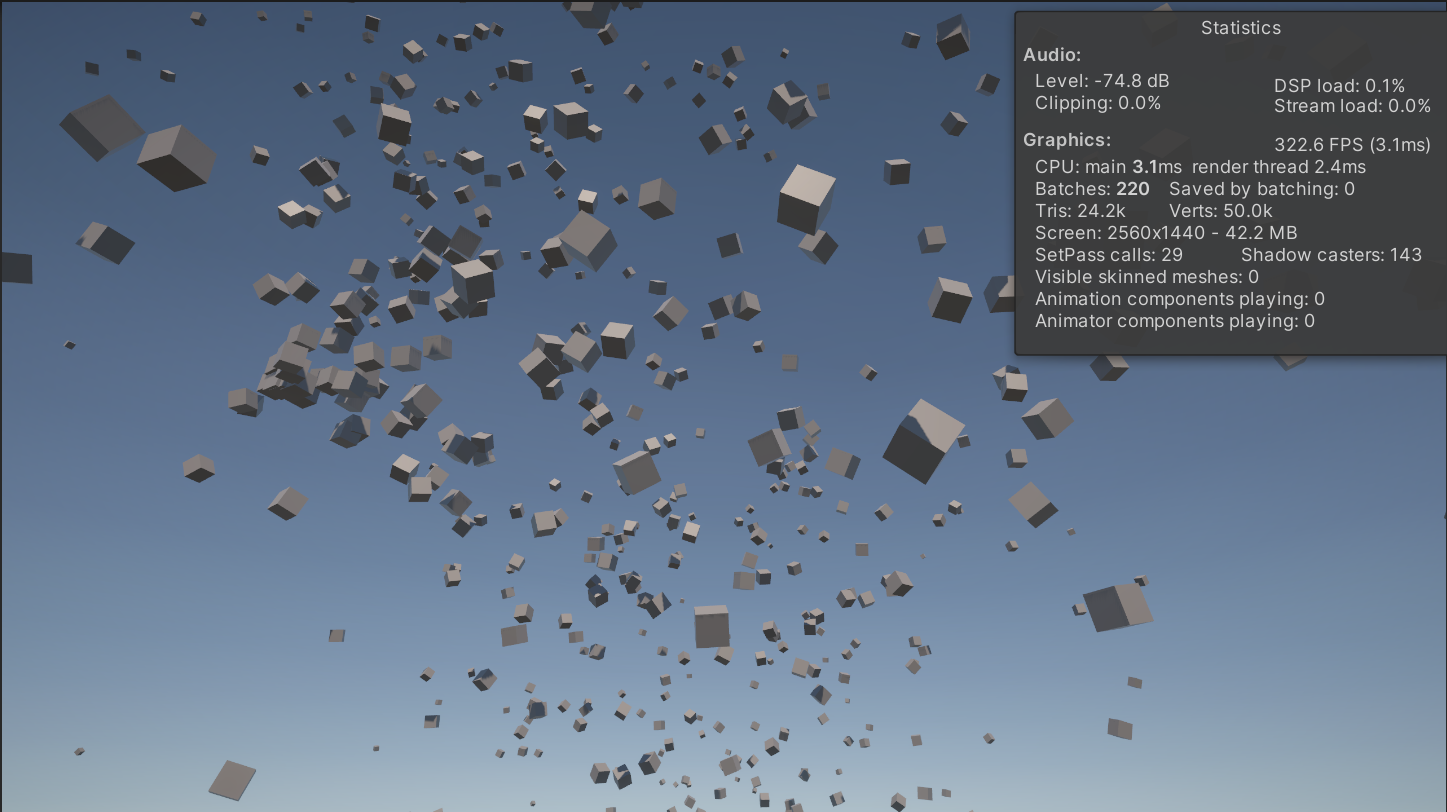 Statistics
Audio:
Level: -74.8 dB DSP load: 0.1%
Clipping: 0.0% Stream load: 0.0%
Graphics: 322.6 FPS (3.1ms)
CPU: main 3.1ms render thread 2.4ms
Batches: 220 Saved by batching: 0
Tris: 24.2k Verts: 50.0k
Screen: 2560x1440 - 42.2 MB
SetPass calls: 29 Shadow casters: 143
Visible skinned meshes: 0
Animation components playing: 0
Animator components playing: 0